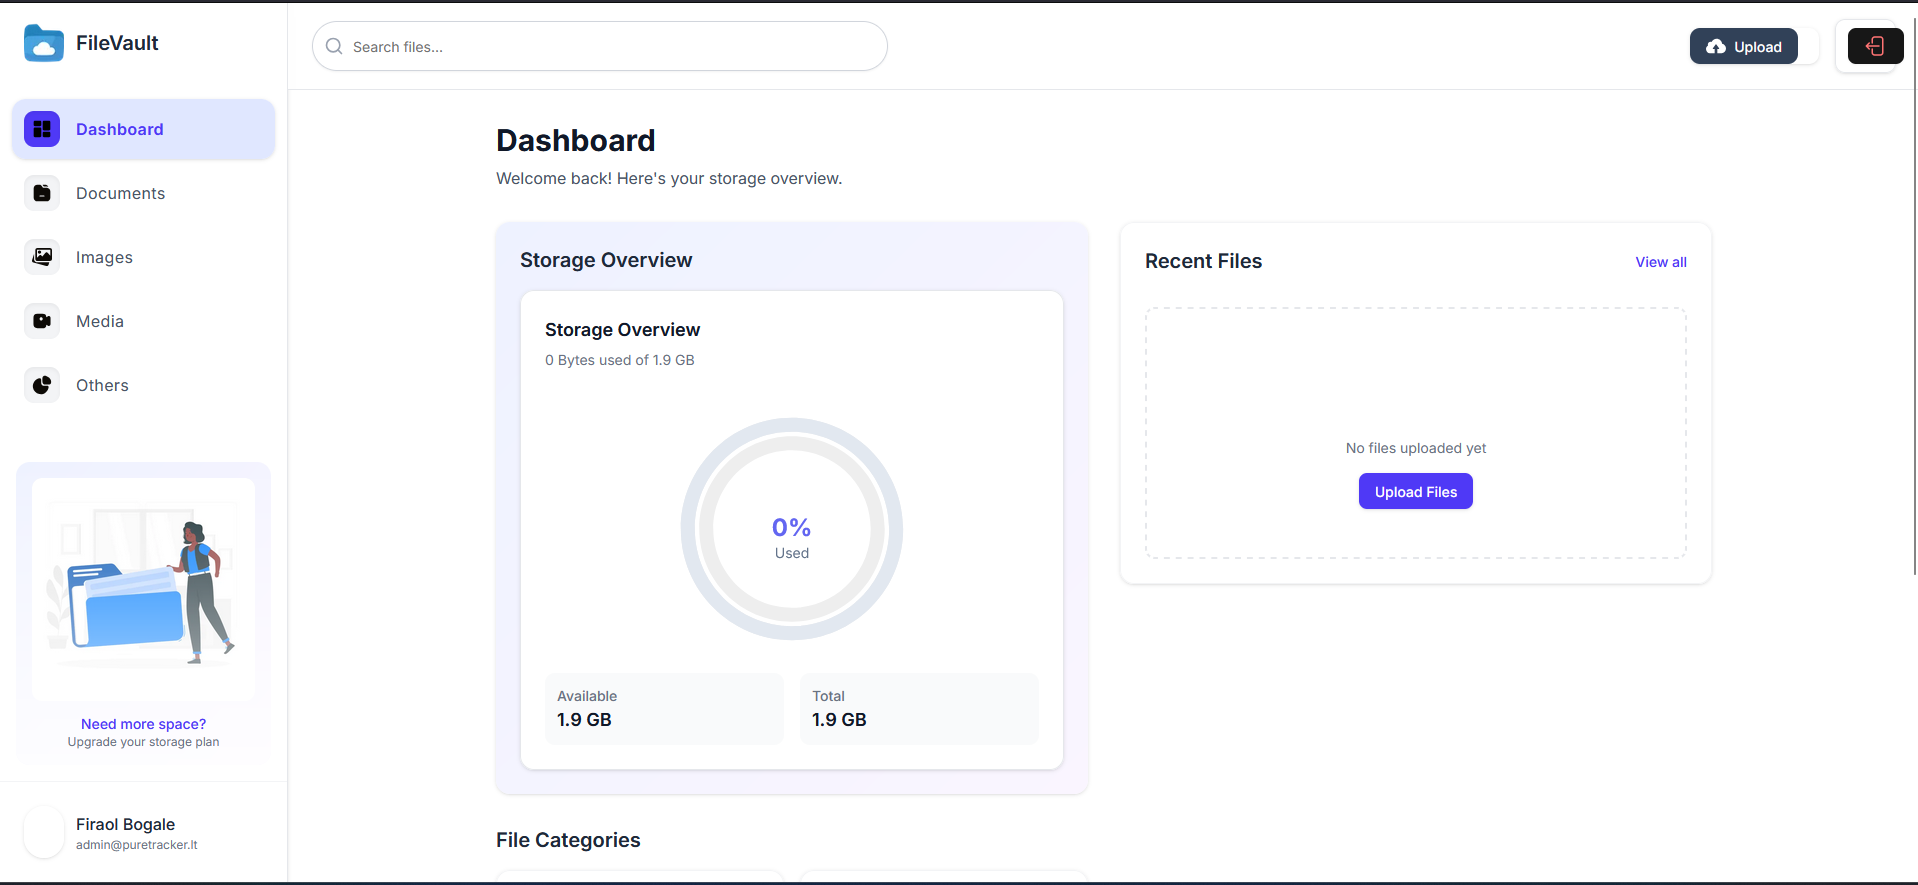 FileVault
Search files...
Upload
Dashboard
Documents
Images
Media
Others
Need more space?
Upgrade your storage plan
Firaol Bogale
admin@puretracker.lt
Dashboard
Welcome back! Here's your storage overview.
Storage Overview
Storage Overview
0 Bytes used of 1.9 GB
0%
Used
Available
1.9 GB
Total
1.9 GB
Recent Files
View all
No files uploaded yet
Upload Files
File Categories